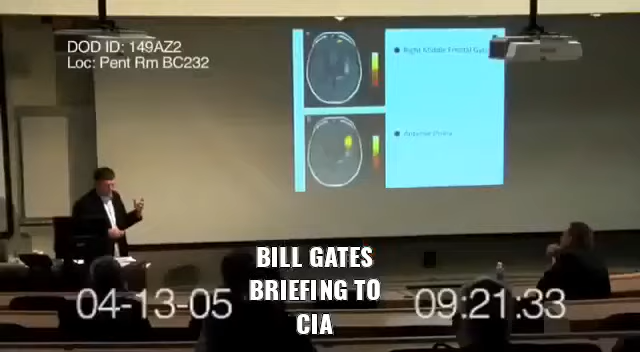 DOD ID: 149AZ2
Loc: Pent Rm BC232
Right Middle Frontal
BILL GATES
BRIEFING TO
CIA
04-13-05
09:21:33